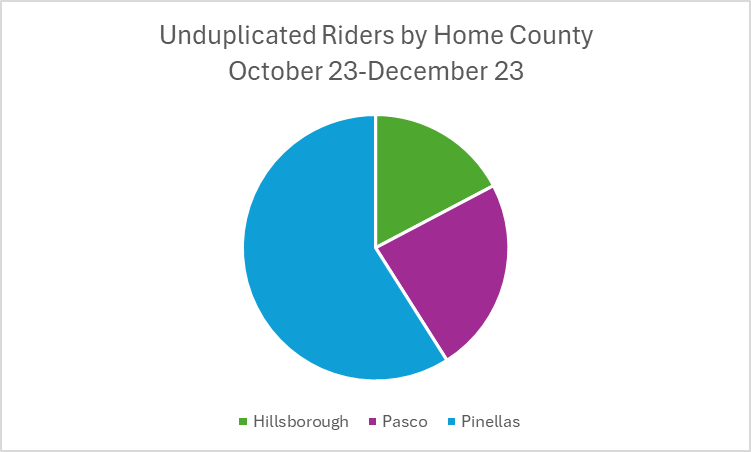 Unduplicated Riders by Home County
October 23-December 23
Hillsborough Pasco Pinellas